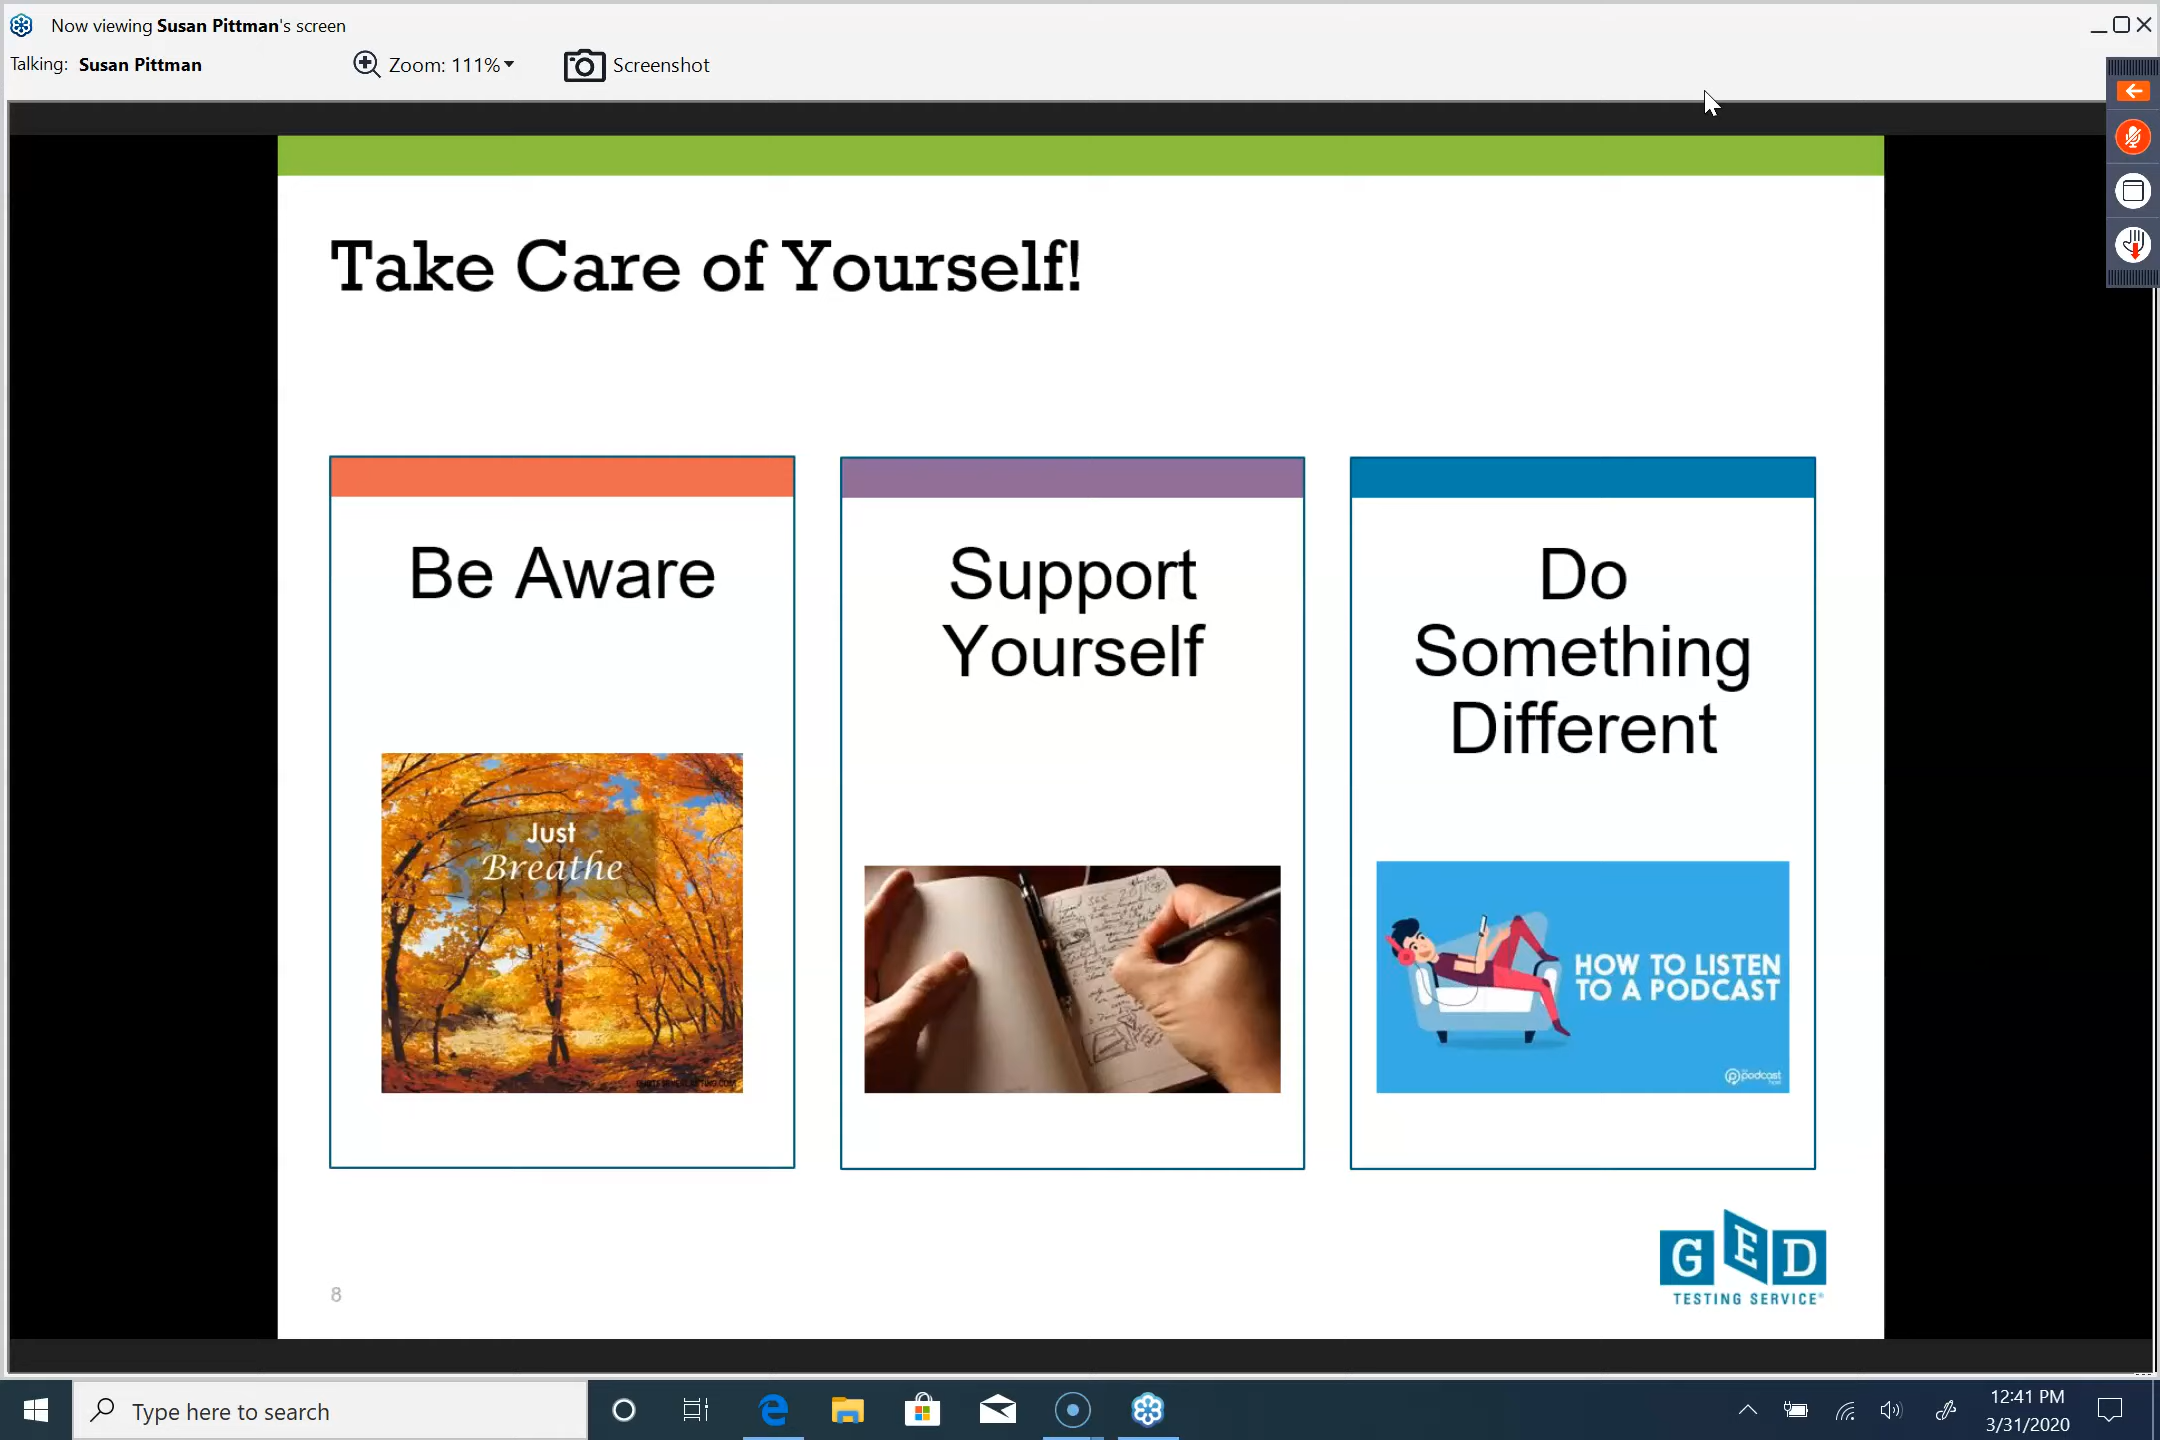 Now viewing Susan Pittman's screen
Talking: Susan Pittman
Zoom: 111%
Screenshot
Take Care of Yourself!
Be Aware
Just
Breathe
Support
Yourself
Do
Something
Different
HOW TO LISTEN
TO A PODCAST
podcast
8
GED
TESTING SERVICE®
Type here to search
12:41 PM
3/31/2020